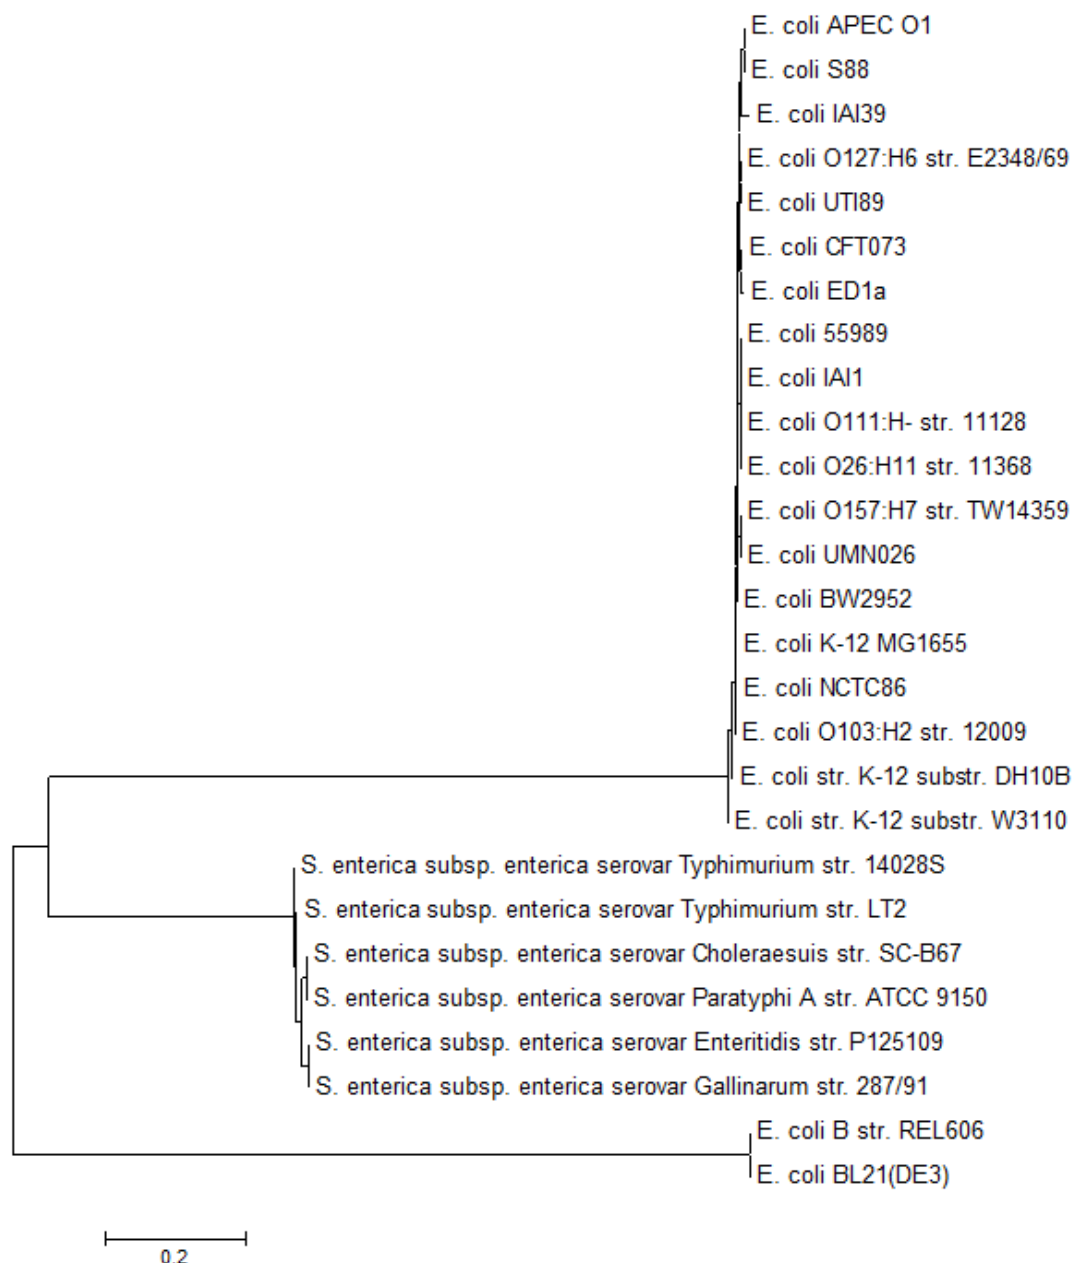 E. coli APEC O1
E. coli S88
E. coli IAI39
E. coli O127:H6 str. E2348/69
E. coli UTI89
E. coli CFT073
E. coli ED1a
E. coli 55989
E. coli IAI1
E. coli O111:H- str. 11128
E. coli O26:H11 str. 11368
E. coli O157:H7 str. TW14359
E. coli UMN026
E. coli BW2952
E. coli K-12 MG1655
E. coli NCTC86
E. coli O103:H2 str. 12009
E. coli str. K-12 substr. DH10B
E. coli str. K-12 substr. W3110
S. enterica subsp. enterica serovar Typhimurium str. 14028S
S. enterica subsp. enterica serovar Typhimurium str. LT2
S. enterica subsp. enterica serovar Choleraesuis str. SC-B67
S. enterica subsp. enterica serovar Paratyphi A str. ATCC 9150
S. enterica subsp. enterica serovar Enteritidis str. P125109
S. enterica subsp. enterica serovar Gallinarum str. 287/91
E. coli B str. REL606
E. coli BL21(DE3)
0.2